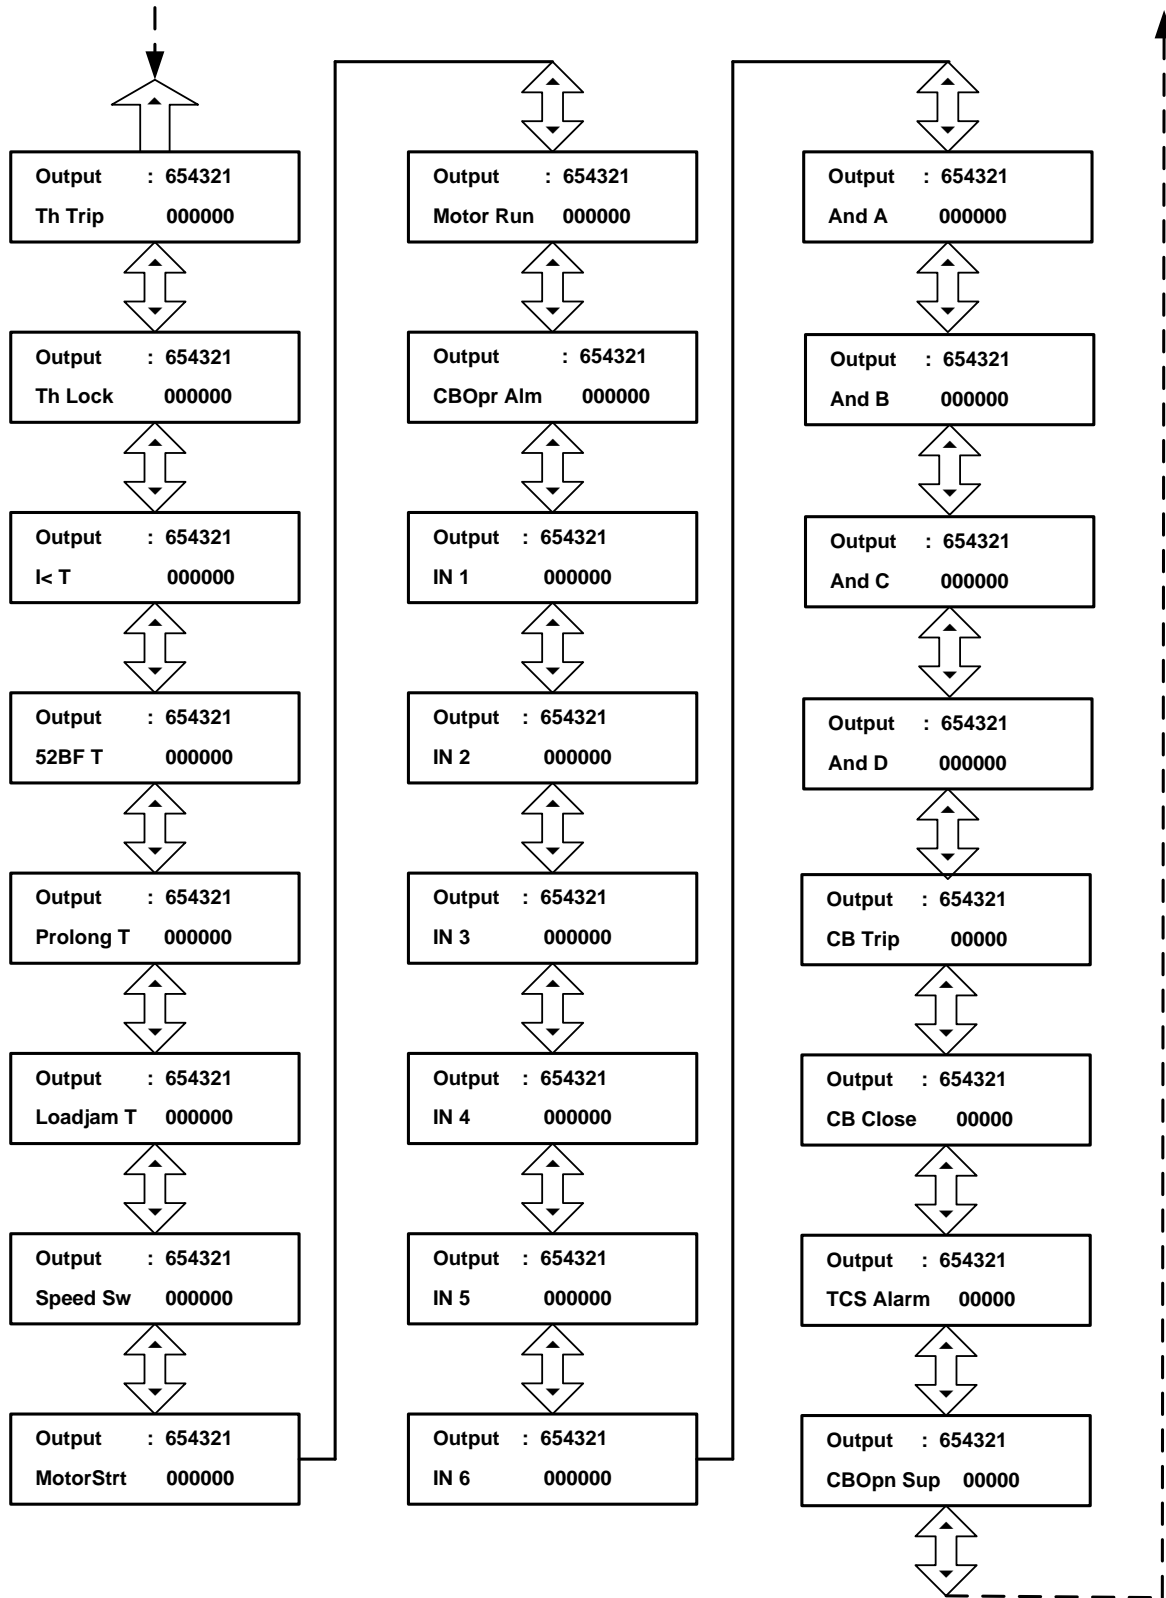 Output : 654321
Th Trip 000000
Output : 654321
Th Lock 000000
Output : 654321
I< T 000000
Output : 654321
52BF T 000000
Output : 654321
Prolong T 000000
Output : 654321
Loadjam T 000000
Output : 654321
Speed Sw 000000
Output : 654321
MotorStrt 000000
Output : 654321
Motor Run 000000
Output : 654321
CBOpr Alm 000000
Output : 654321
IN 1 000000
Output : 654321
IN 2 000000
Output : 654321
IN 3 000000
Output : 654321
IN 4 000000
Output : 654321
IN 5 000000
Output : 654321
IN 6 000000
Output : 654321
And A 000000
Output : 654321
And B 000000
Output : 654321
And C 000000
Output : 654321
And D 000000
Output : 654321
CB Trip 00000
Output : 654321
CB Close 00000
Output : 654321
TCS Alarm 00000
Output : 654321
CBOpn Sup 00000